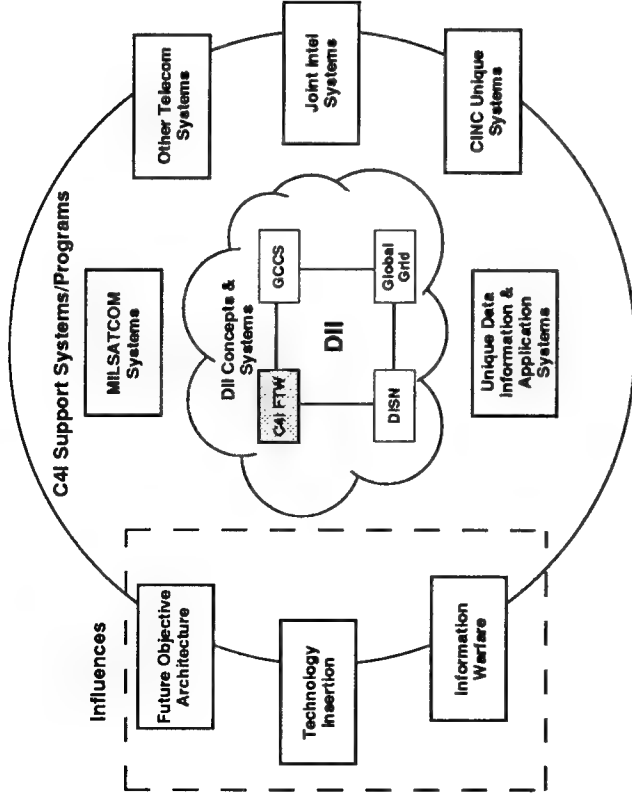 C4I Support Systems/Programs
Influences
MILSATCOM
Systems
Future Objective
Architecture
Other Telecom
Systems
DII Concepts &
Systems
C4I FTW
GCCS
Technology
Insertion
DII
Joint Intel
Systems
DISN
Global
Grid
Information
Warfare
Unique Data
Information &
Application
Systems
CINC Unique
Systems